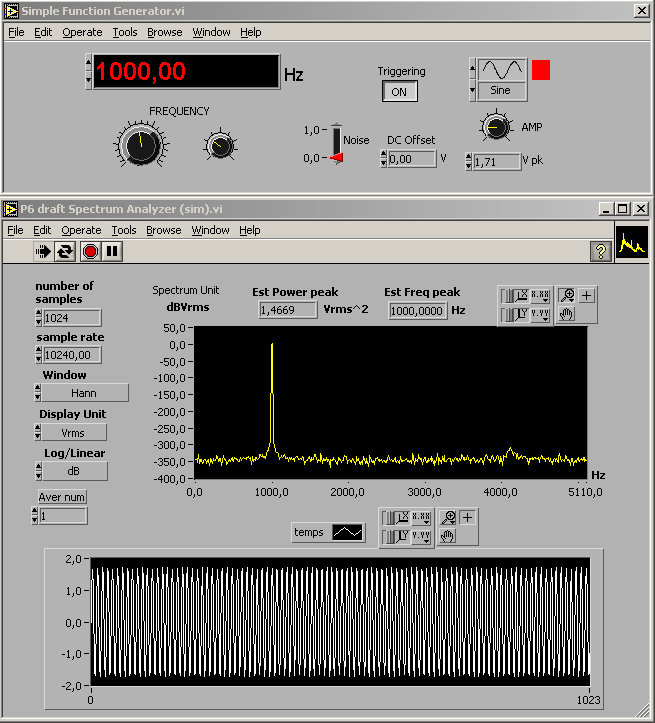 Simple Function Generator.vi
File Edit Operate Tools Browse Window Help
1000,00 Hz
Triggering
ON
Sine
FREQUENCY
1,0
0,0
Noise
DC Offset
0,00 V
AMP
1,71 V pk
P6 draft Spectrum Analyzer (sim).vi
File Edit Operate Tools Browse Window Help
?
number of
samples
1024
sample rate
10240,00
Window
Hann
Display Unit
Vrms
Log/Linear
dB
Aver num
1
Spectrum Unit
dBVrms
Est Power peak
1,4669 Vrms^2
Est Freq peak
1000,0000 Hz
X X.XX
Y Y.YY
50,0
0,0
-50,0
-100,0
-150,0
-200,0
-250,0
-300,0
-350,0
-400,0
0,0 1000,0 2000,0 3000,0 4000,0 5110,0
Hz
temps
X X.XX
Y Y.YY
2,0
1,0
0,0
-1,0
-2,0
0 1023